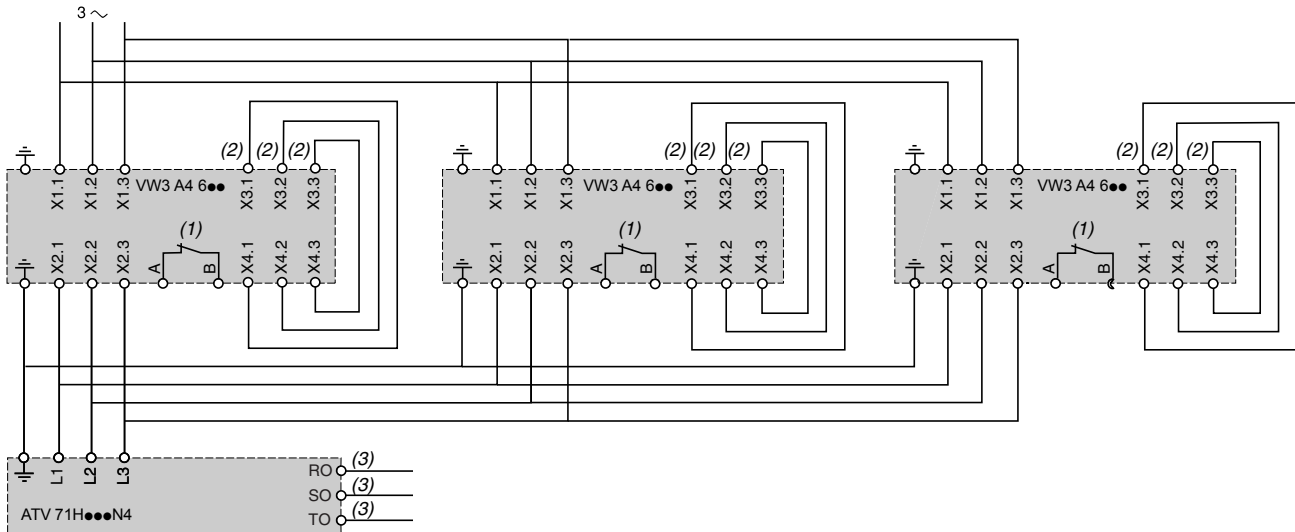 3 ∼
(2) (2) (2) (2) (2) (2) (2) (2) (2)
X1.1 X1.2 X1.3 VW3 A4 6●● X3.1 X3.2 X3.3 X1.1 X1.2 X1.3 VW3 A4 6●● X3.1 X3.2 X3.3 X1.1 X1.2 X1.3 VW3 A4 6●● X3.1 X3.2 X3.3
(1) (1) (1)
X2.1 X2.2 X2.3 A B X4.1 X4.2 X4.3 X2.1 X2.2 X2.3 A B X4.1 X4.2 X4.3 X2.1 X2.2 X2.3 A B X4.1 X4.2 X4.3
L1 L2 L3 RO (3)
SO (3)
ATV 71H●●●N4 TO (3)